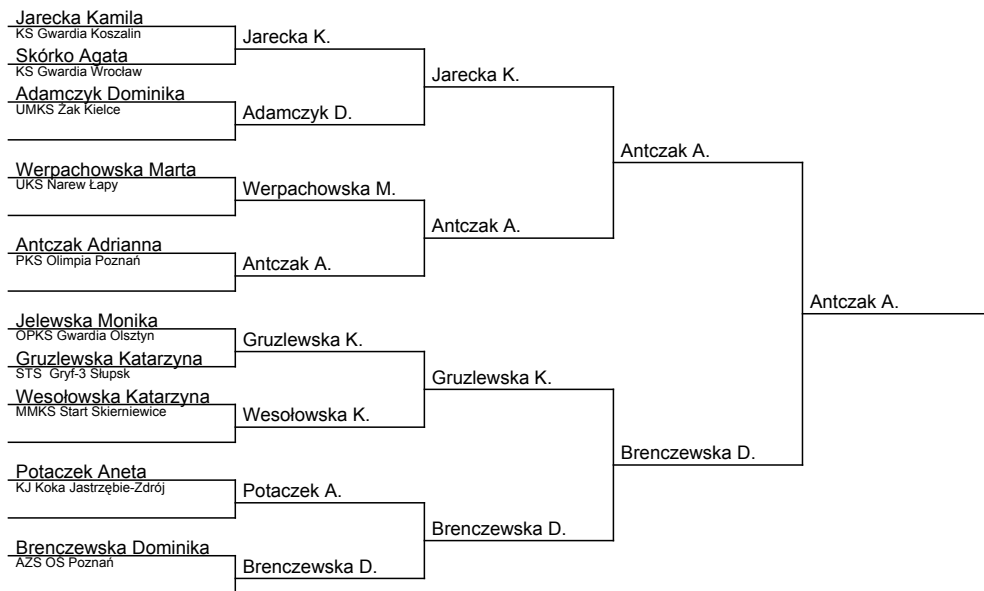 Jarecka Kamila
KS Gwardia Koszalin
Skórko Agata
KS Gwardia Wrocław
Adamczyk Dominika
UMKS Żak Kielce
Werpachowska Marta
UKS Narew Łapy
Antczak Adrianna
PKS Olimpia Poznań
Jelewska Monika
OPKS Gwardia Olsztyn
Gruzlewska Katarzyna
STS Gryf-3 Słupsk
Wesołowska Katarzyna
MMKS Start Skierniewice
Potaczek Aneta
KJ Koka Jastrzębie-Zdrój
Brenczewska Dominika
AZS OŚ Poznań
Jarecka K.
Adamczyk D.
Werpachowska M.
Antczak A.
Gruzlewska K.
Wesołowska K.
Potaczek A.
Brenczewska D.
Jarecka K.
Antczak A.
Gruzlewska K.
Brenczewska D.
Antczak A.
Brenczewska D.
Antczak A.